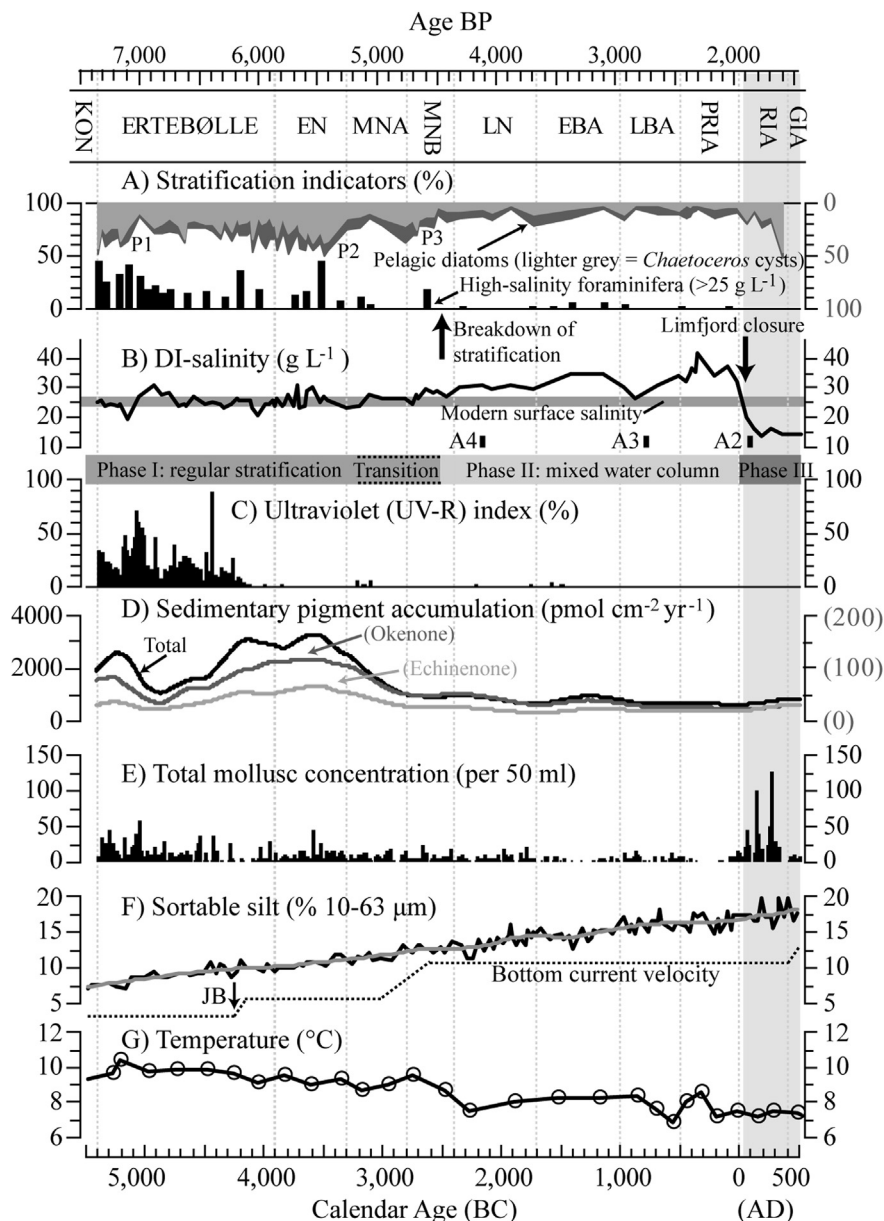 Age BP
7,000 6,000 5,000 4,000 3,000 2,000
KON ERTEBØLLE EN MNA MNB LN EBA LBA PRIA RIA GIA
A) Stratification indicators (%)
100 0
P1 P2 P3
50 50
Pelagic diatoms (lighter grey = Chaetoceros cysts)
High-salinity foraminifera (>25 g L-1)
0 100
Breakdown of stratification
Limfjord closure
B) DI-salinity (g L-1)
40 40
30 30
Modern surface salinity
20 20
A4 A3 A2
10 10
Phase I: regular stratification Transition Phase II: mixed water column Phase III
100 100
C) Ultraviolet (UV-R) index (%)
50 50
0 0
D) Sedimentary pigment accumulation (pmol cm-2 yr-1)
4000 (200)
Total (Okenone)
2000 (100)
(Echinenone)
0 (0)
150 150
E) Total mollusc concentration (per 50 ml)
100 100
50 50
0 0
20 20
F) Sortable silt (% 10-63 µm)
15 15
10 10
JB Bottom current velocity
5 5
12 12
G) Temperature (°C)
10 10
8 8
6 6
5,000 4,000 3,000 2,000 1,000 0 500
Calendar Age (BC) (AD)